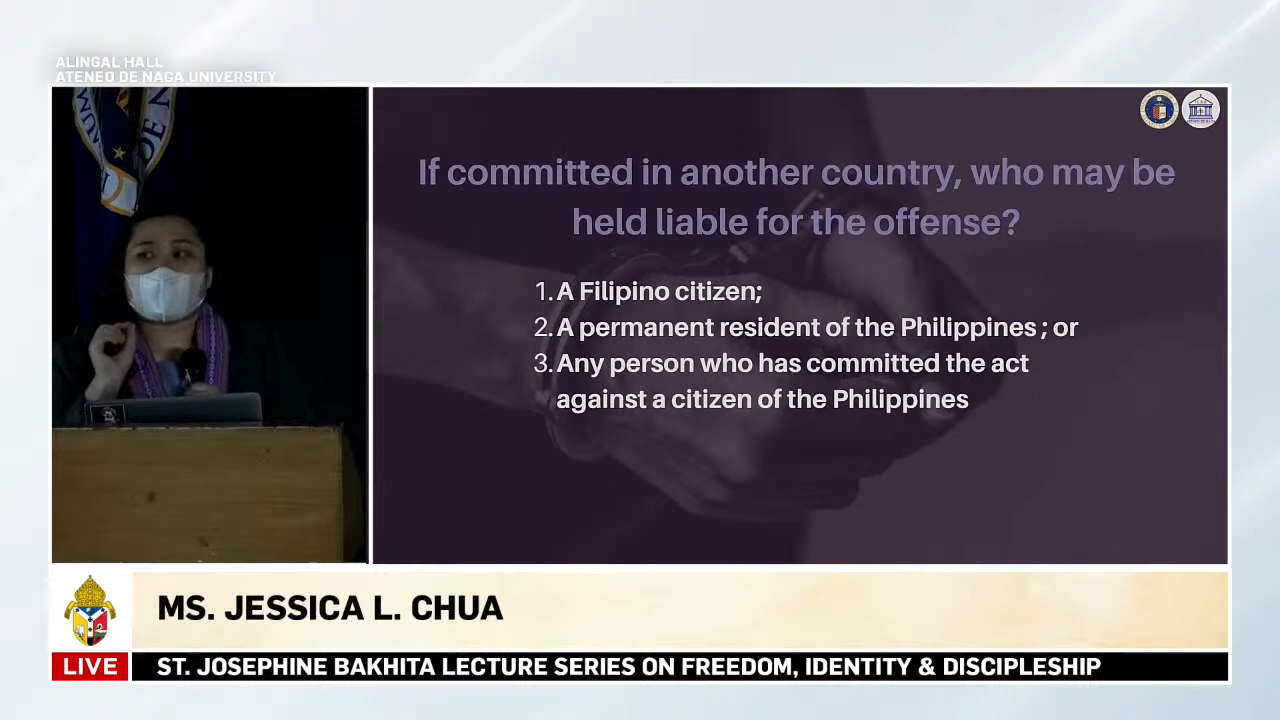 ALINGAL HALL
ATENEO DE NAGA UNIVERSITY
If committed in another country, who may be
held liable for the offense?
1. A Filipino citizen;
2. A permanent resident of the Philippines ; or
3. Any person who has committed the act
against a citizen of the Philippines
MS. JESSICA L. CHUA
LIVE
ST. JOSEPHINE BAKHITA LECTURE SERIES ON FREEDOM, IDENTITY & DISCIPLESHIP